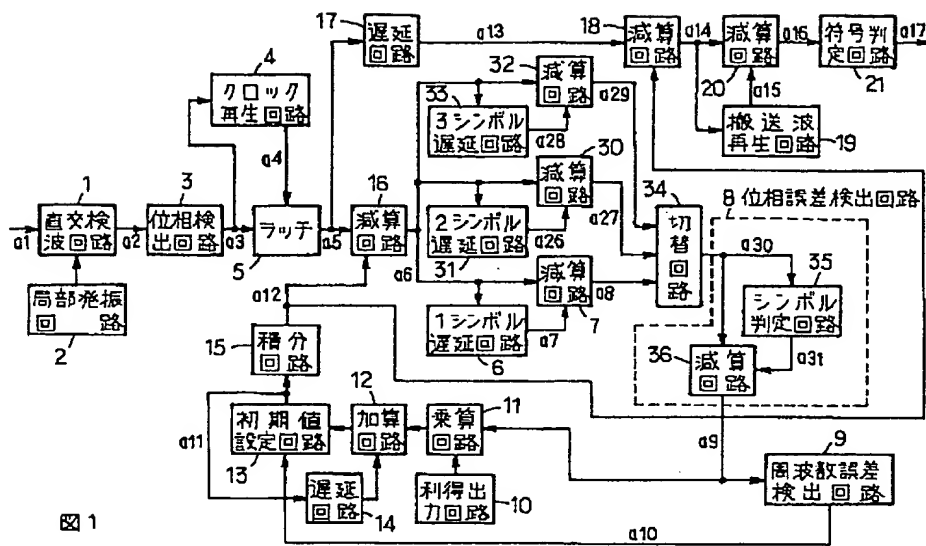 17
遅延
回路
a13
18
減算
回路
a14
減算
回路
20
a16
符号判
定回路
21
a17
a15
搬送波
再生回路
19
4
クロック
再生回路
a4
33
3シンボル
遅延回路
a28
32
減算
回路
a29
30
減算
回路
a27
2シンボル
遅延回路
31
a26
34
切替回路
8位相誤差検出回路
a30
35
シンボル
判定回路
a31
36
減算
回路
a1
1
直交検
波回路
a2
3
位相検
出回路
a3
ラッチ
5
a5
16
減算
回路
a6
減算
回路
7
a8
1シンボル
遅延回路
6
a7
局部発振
回路
2
a12
15
積分
回路
a11
初期値
設定回路
13
12
加算
回路
11
乗算
回路
遅延
回路
14
利得出
力回路
10
a9
9
周波数誤差
検出回路
a10
図1